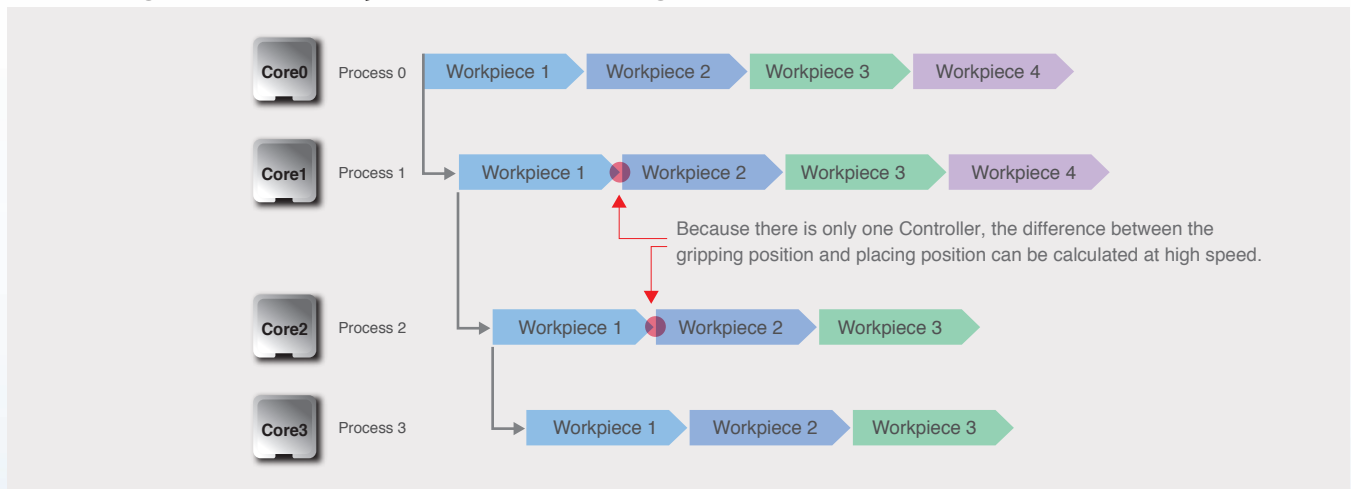 Core0 Process 0 Workpiece 1 Workpiece 2 Workpiece 3 Workpiece 4
Core1 Process 1 Workpiece 1 Workpiece 2 Workpiece 3 Workpiece 4
Because there is only one Controller, the difference between the
gripping position and placing position can be calculated at high speed.
Core2 Process 2 Workpiece 1 Workpiece 2 Workpiece 3
Core3 Process 3 Workpiece 1 Workpiece 2 Workpiece 3